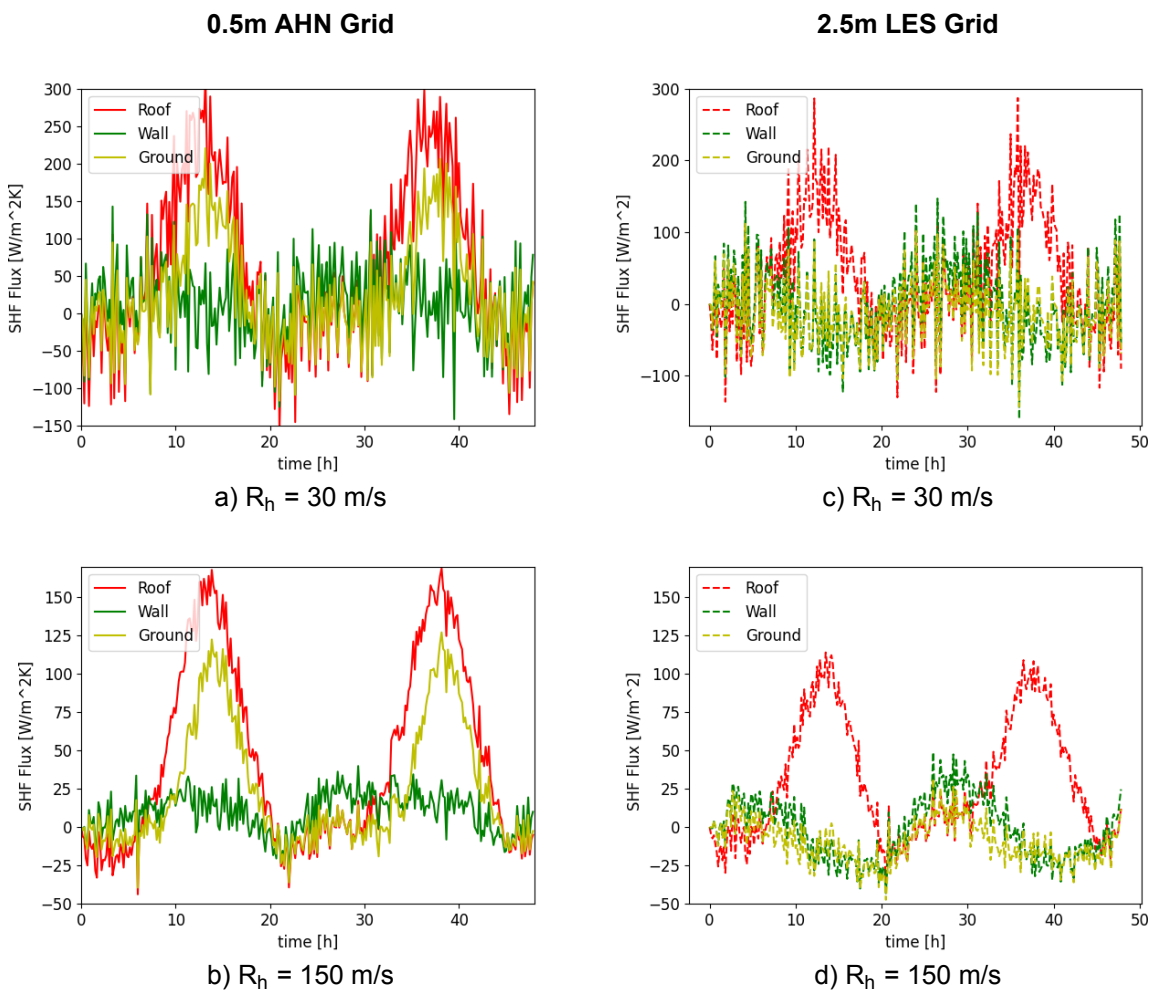 0.5m AHN Grid
2.5m LES Grid
300
250
200
150
100
50
0
−50
−100
−150
SHF Flux [W/m^2K]
Roof
Wall
Ground
0
10
20
30
40
time [h]
a) Rh = 30 m/s
300
200
100
0
−100
SHF Flux [W/m^2]
Roof
Wall
Ground
0
10
20
30
40
50
time [h]
c) Rh = 30 m/s
150
125
100
75
50
25
0
−25
−50
SHF Flux [W/m^2K]
Roof
Wall
Ground
0
10
20
30
40
time [h]
b) Rh = 150 m/s
150
125
100
75
50
25
0
−25
−50
SHF Flux [W/m^2]
Roof
Wall
Ground
0
10
20
30
40
50
time [h]
d) Rh = 150 m/s